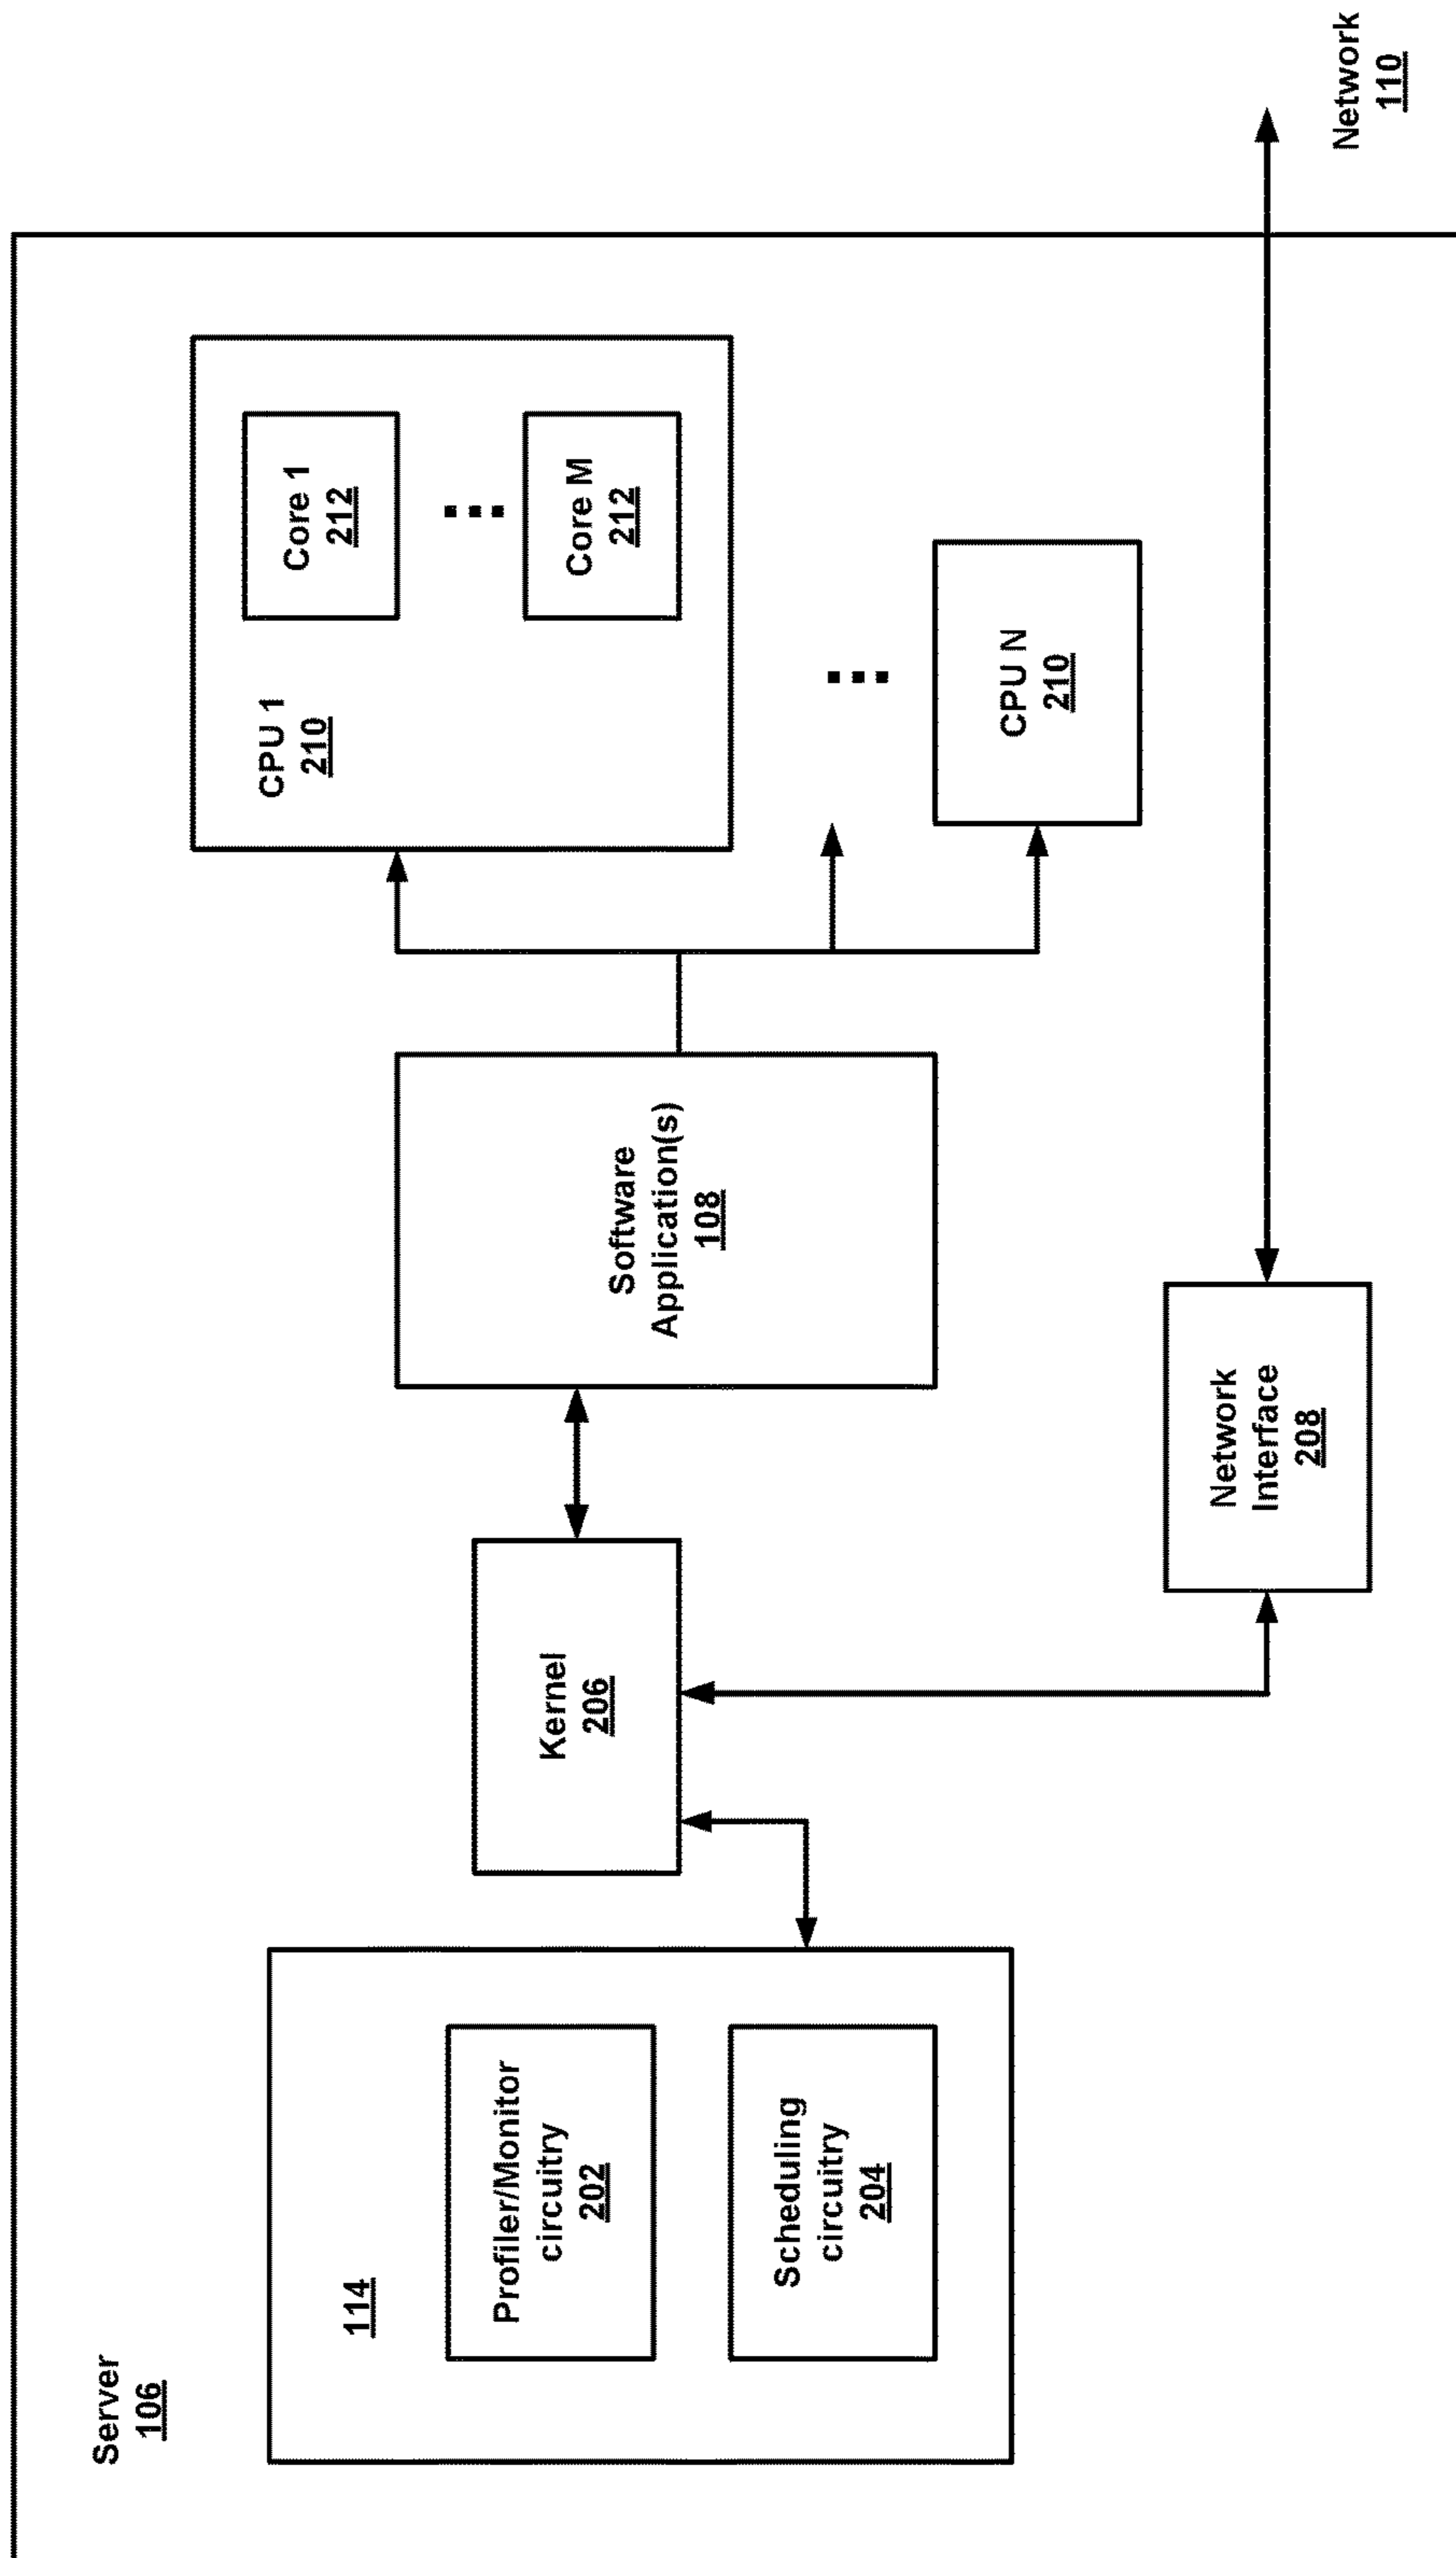 Server
106
114
Profiler/Monitor
circuitry
202
Scheduling
circuitry
204
Kernel
206
Software
Application(s)
108
Network
Interface
208
CPU 1
210
Core 1
212
Core M
212
CPU N
210
Network
110